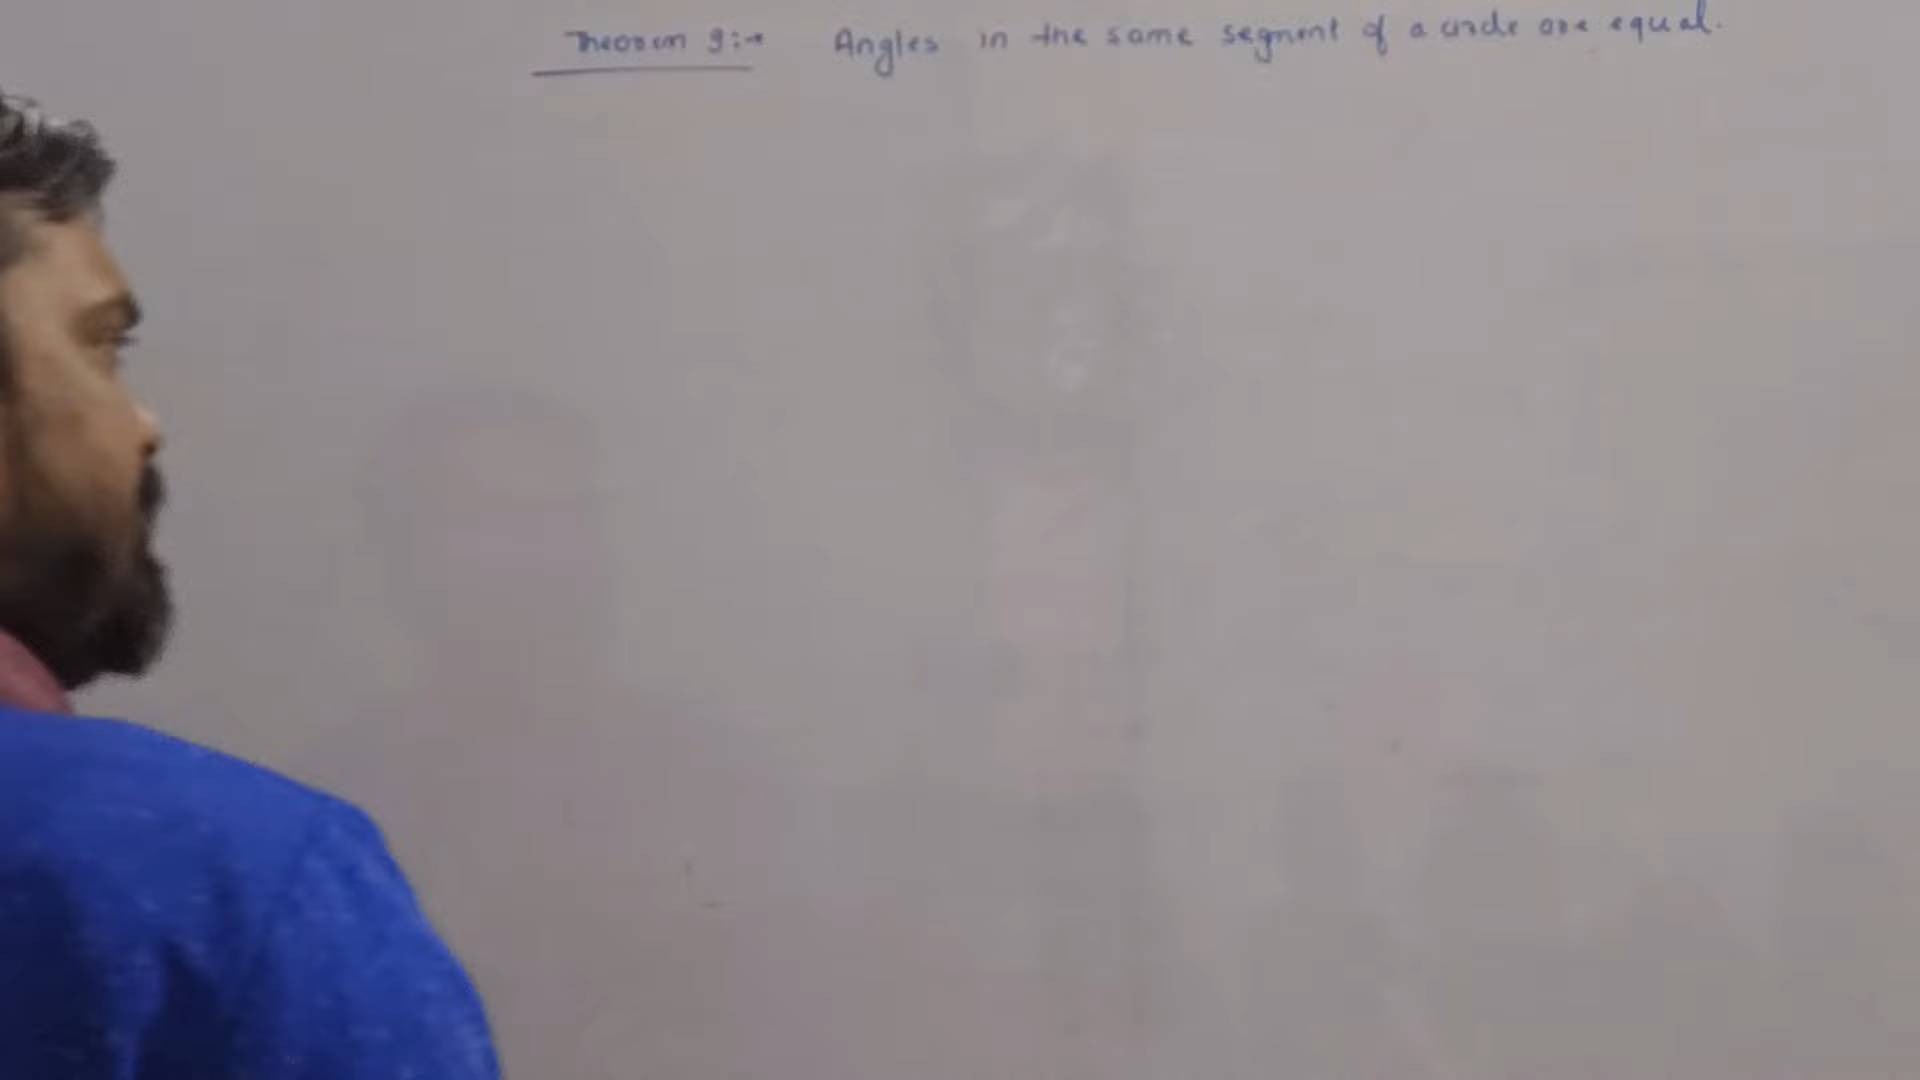 Theorem 9:→ Angles in the same segment of a circle are equal.